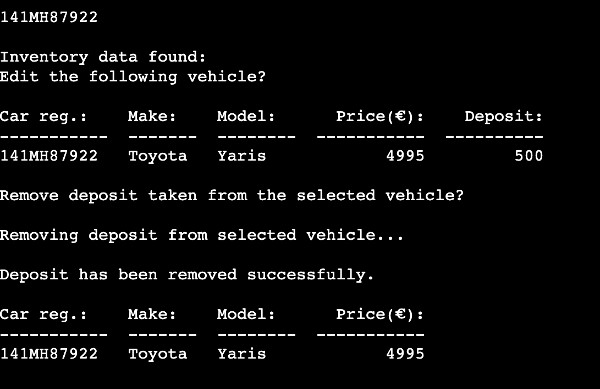 141MH87922
Inventory data found:
Edit the following vehicle?
Car reg.:    Make:    Model:    Price(€):    Deposit:
-----------  -------  --------  -----------  ----------
141MH87922   Toyota   Yaris            4995         500
Remove deposit taken from the selected vehicle?
Removing deposit from selected vehicle...
Deposit has been removed successfully.
Car reg.:    Make:    Model:    Price(€):
-----------  -------  --------  -----------
141MH87922   Toyota   Yaris            4995